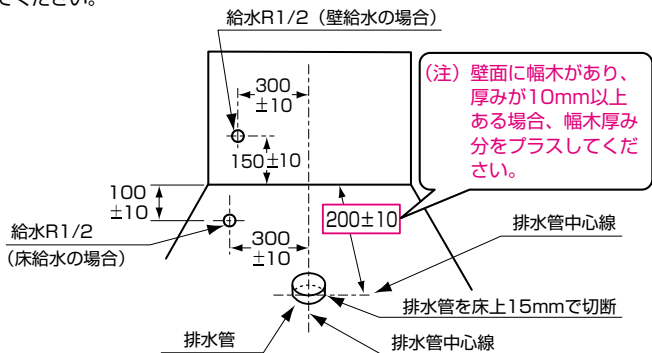 てください。
給水R1/2(壁給水の場合)
300
±10
150±10
(注)壁面に幅木があり、
厚みが10mm以上
ある場合、幅木厚み
分をプラスしてくだ
さい。
100
±10
200±10
給水R1/2
(床給水の場合)
300
±10
排水管中心線
排水管を床上15mmで切断
排水管
排水管中心線